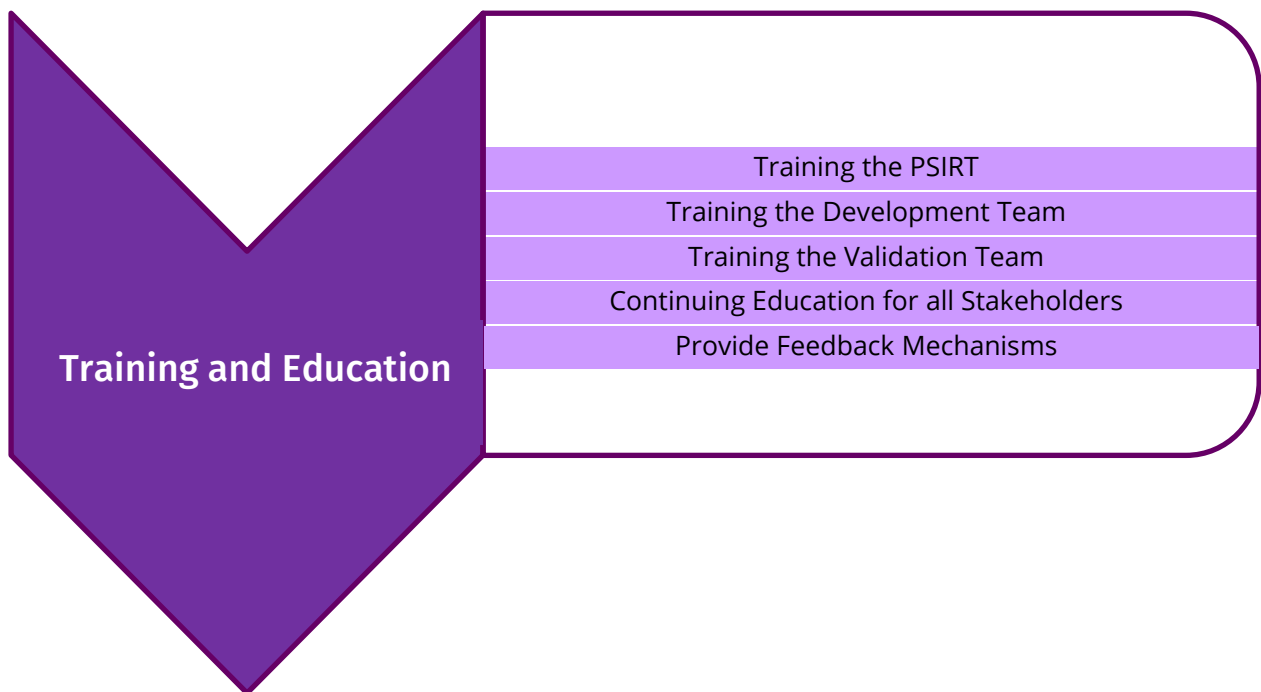 Training and Education
Training the PSIRT
Training the Development Team
Training the Validation Team
Continuing Education for all Stakeholders
Provide Feedback Mechanisms